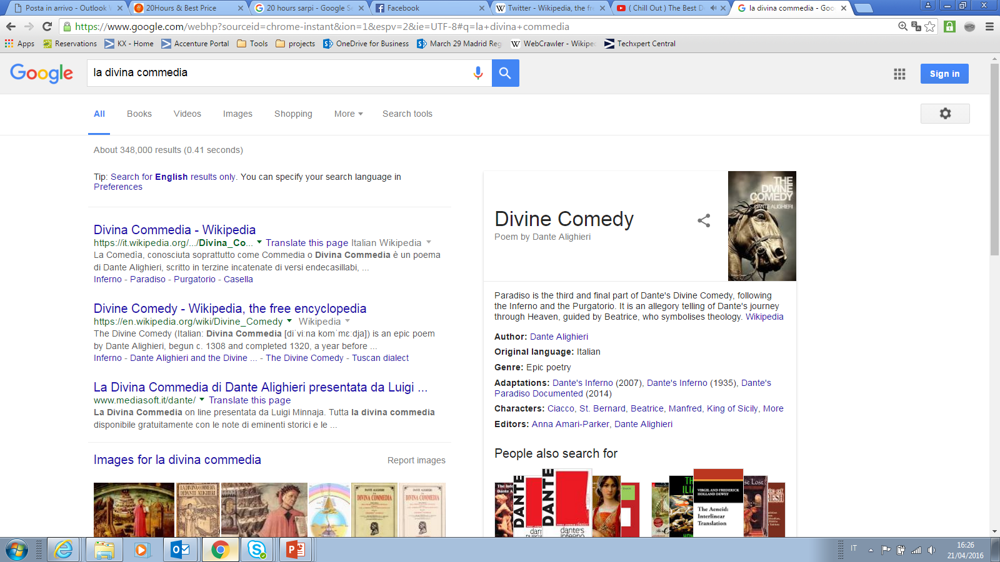 Posta in arrivo - Outlook
20Hours & Best Price
20 hours sarpi - Google Se
Facebook
Twitter - Wikipedia, the fre
( Chill Out ) The Best D
la divina commedia - Goo
https://www.google.com/webhp?sourceid=chrome-instant&ion=1&espv=2&ie=UTF-8#q=la+divina+commedia
Apps
Reservations
KX - Home
Accenture Portal
Tools
projects
OneDrive for Business
March 29 Madrid Reg
WebCrawler - Wikiped
Techxpert Central
Google
la divina commedia
Sign in
All
Books
Videos
Images
Shopping
More
Search tools
About 348,000 results (0.41 seconds)
Tip: Search for English results only. You can specify your search language in
Preferences
Divina Commedia - Wikipedia
https://it.wikipedia.org/.../Divina_Co... Translate this page Italian Wikipedia
La Comedìa, conosciuta soprattutto come Commedia o Divina Commedia è un poema
di Dante Alighieri, scritto in terzine incatenate di versi endecasillabi, ...
Inferno - Paradiso - Purgatorio - Casella
Divine Comedy - Wikipedia, the free encyclopedia
https://en.wikipedia.org/wiki/Divine_Comedy Wikipedia
The Divine Comedy (Italian: Divina Commedia [diˈviːna komˈmɛːdja]) is an epic poem
by Dante Alighieri, begun c. 1308 and completed 1320, a year before ...
Inferno - Dante Alighieri and the Divine ... - The Divine Comedy - Tuscan dialect
La Divina Commedia di Dante Alighieri presentata da Luigi ...
www.mediasoft.it/dante/ Translate this page
La Divina Commedia on line presentata da Luigi Minnaja. Tutta la divina commedia
disponibile gratuitamente con le note di eminenti storici e le ...
Images for la divina commedia
Report images
LA DIVINA COMMEDIA
DI DANTE ALIGHIERI
DANTE ALIGHIERI
LA
DIVINA COMMEDIA
DIVINA COMMEDIA
THE
DIVINE
COMEDY
DANTE ALIGHIERI
Divine Comedy
Poem by Dante Alighieri
Paradiso is the third and final part of Dante's Divine Comedy, following
the Inferno and the Purgatorio. It is an allegory telling of Dante's journey
through Heaven, guided by Beatrice, who symbolises theology. Wikipedia
Author: Dante Alighieri
Original language: Italian
Genre: Epic poetry
Adaptations: Dante's Inferno (2007), Dante's Inferno (1935), Dante's
Paradiso Documented (2014)
Characters: Ciacco, St. Bernard, Beatrice, Manfred, King of Sicily, More
Editors: Anna Amari-Parker, Dante Alighieri
People also search for
DANTE
DANTE
dante's
inferno
VIRGIL AND FREDERICK
HOLLAND DEWEY
The Aeneid:
Interlinear
Translation
IT
16:26
21/04/2016